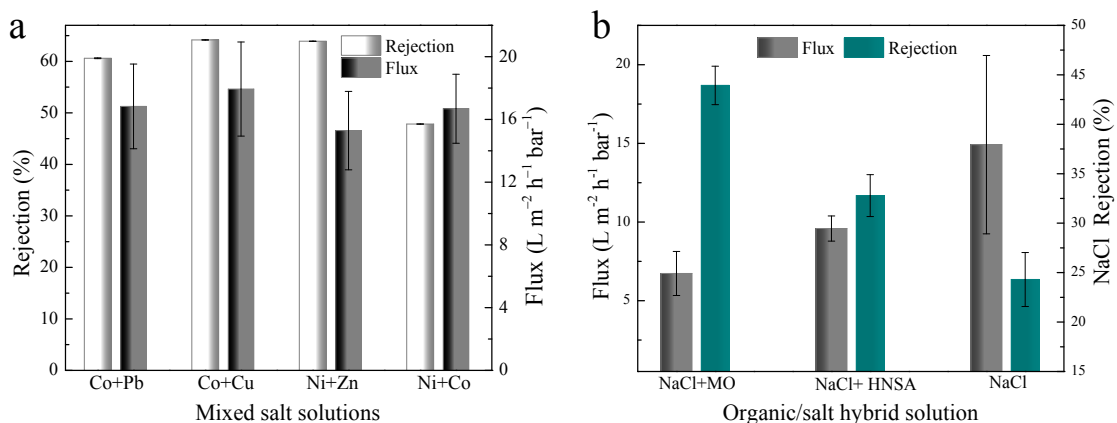 a
Rejection
Flux
Rejection (%)
60
50
40
30
20
10
0
Flux (L m⁻² h⁻¹ bar⁻¹)
20
16
12
8
4
0
Co+Pb Co+Cu Ni+Zn Ni+Co
Mixed salt solutions
b
Flux Rejection
Flux (L m⁻² h⁻¹ bar⁻¹)
20
15
10
5
NaCl Rejection (%)
50
45
40
35
30
25
20
15
NaCl+MO NaCl+ HNSA NaCl
Organic/salt hybrid solution